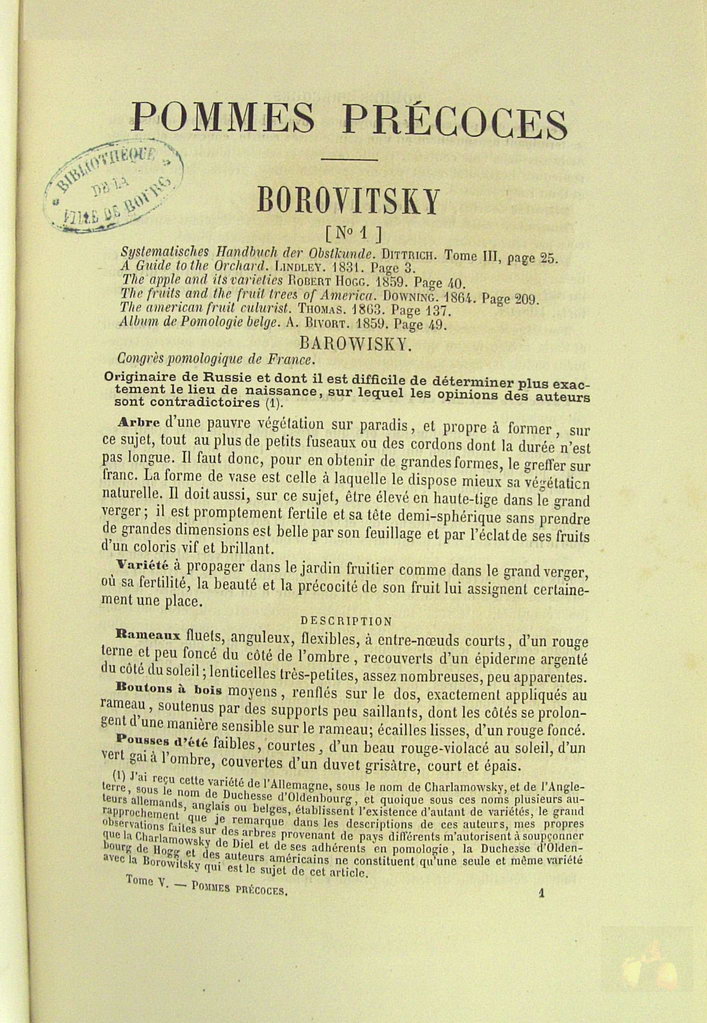 POMMES PRÉCOCES
BIBLIOTHÈQUE
DE LA
VILLE DE BOURG
BOROVITSKY
[No 1]
Systematisches Handbuch der Obstkunde. DITTRICH. Tome III, page 25.
A Guide to the Orchard. LINDLEY. 1831. Page 3.
The apple and its varieties ROBERT HOGG. 1859. Page 40.
The fruits and the fruit trees of America. DOWNING. 1864. Page 209.
The american fruit culturist. THOMAS. 1863. Page 137.
Album de Pomologie belge. A. BIVORT. 1859. Page 49.
BAROWISKY.
Congrès pomologique de France.
Originaire de Russie et dont il est difficile de déterminer plus exac-
tement le lieu de naissance, sur lequel les opinions des auteurs
sont contradictoires (1).
Arbre d'une pauvre végétation sur paradis, et propre à former, sur
ce sujet, tout au plus de petits fuseaux ou des cordons dont la durée n'est
pas longue. Il faut donc, pour en obtenir de grandes formes, le greffer sur
franc. La forme de vase est celle à laquelle le dispose mieux sa végétation
naturelle. Il doit aussi, sur ce sujet, être élevé en haute-tige dans le grand
verger; il est promptement fertile et sa tête demi-sphérique sans prendre
de grandes dimensions est belle par son feuillage et par l'éclat de ses fruits
d'un coloris vif et brillant.
Variété à propager dans le jardin fruitier comme dans le grand verger,
où sa fertilité, la beauté et la précocité de son fruit lui assignent certaine-
ment une place.
DESCRIPTION
Rameaux fluets, anguleux, flexibles, à entre-nœuds courts, d'un rouge
terne et peu foncé du côté de l'ombre, recouverts d'un épiderme argenté
du côté du soleil; lenticelles très-petites, assez nombreuses, peu apparentes.
Boutons à bois moyens, renflés sur le dos, exactement appliqués au
rameau, soutenus par des supports peu saillants, dont les côtés se prolon-
gent d'une manière sensible sur le rameau; écailles lisses, d'un rouge foncé.
Pousses d'été faibles, courtes, d'un beau rouge-violacé au soleil, d'un
vert gai à l'ombre, couvertes d'un duvet grisâtre, court et épais.
(1) J'ai reçu cette variété de l'Allemagne, sous le nom de Charlamowsky, et de l'Angle-
terre, sous le nom de Duchesse d'Oldenbourg, et quoique sous ces noms plusieurs au-
teurs allemands, anglais ou belges, établissent l'existence d'autant de variétés, le grand
rapprochement que je remarque dans les descriptions de ces auteurs, mes propres
observations faites sur des arbres provenant de pays différents m'autorisent à soupçonner
que la Charlamowsky de Diel et de ses adhérents en pomologie, la Duchesse d'Olden-
bourg de Hogg et des auteurs américains ne constituent qu'une seule et même variété
avec la Borowitsky qui est le sujet de cet article.
Tome V. — POMMES PRÉCOCES.
1